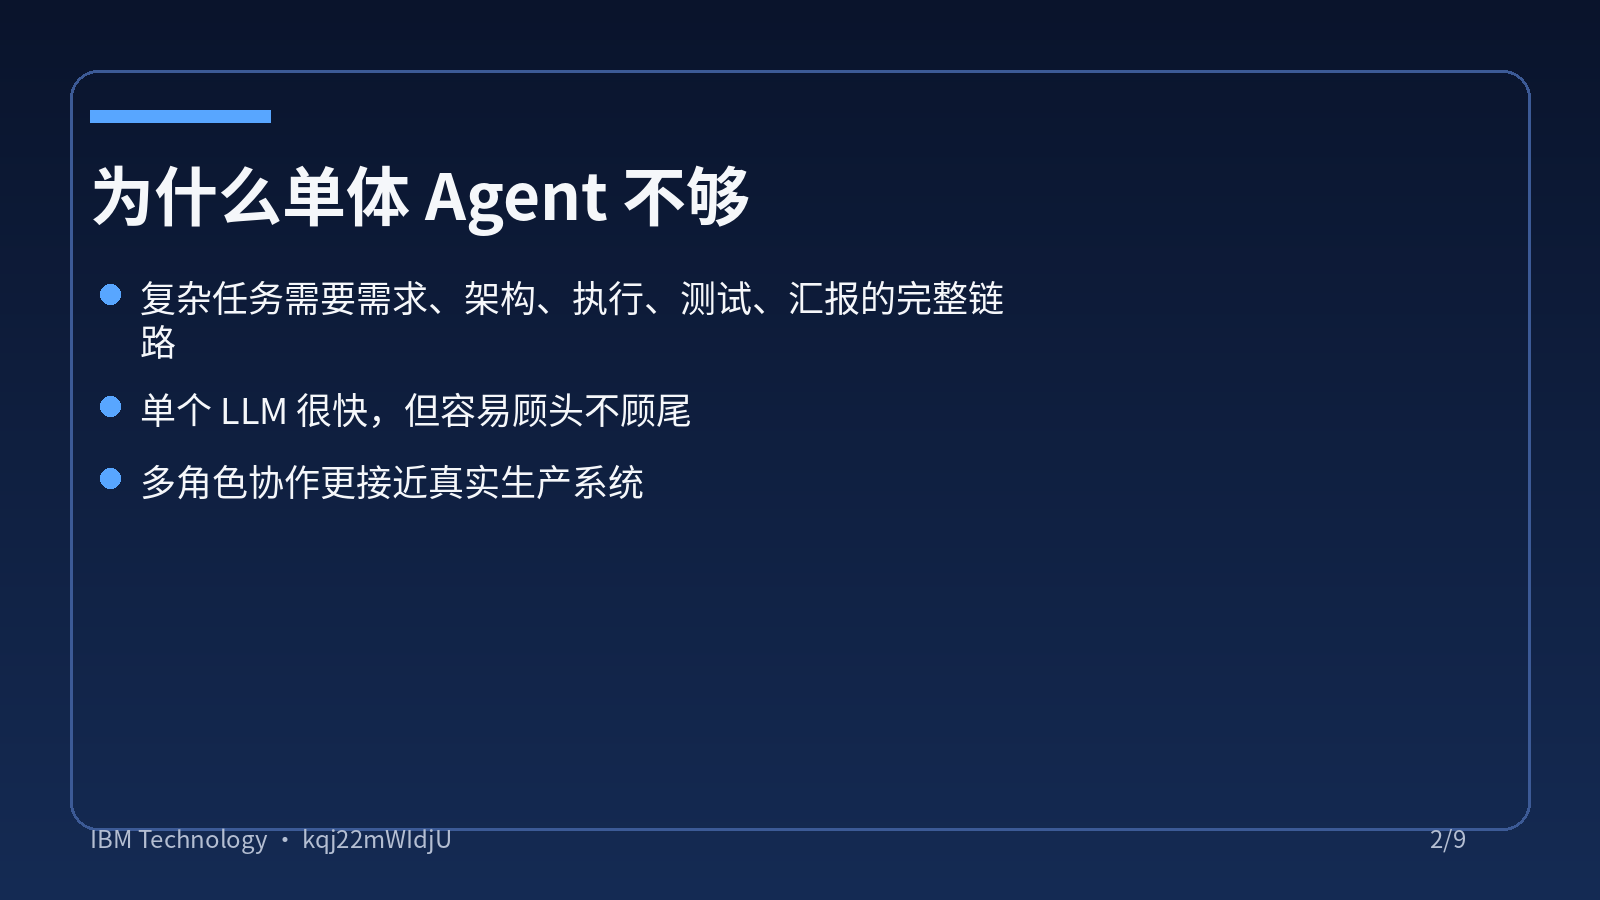 为什么单体 Agent 不够
复杂任务需要需求、架构、执行、测试、汇报的完整链
路
单个 LLM 很快，但容易顾头不顾尾
多角色协作更接近真实生产系统
IBM Technology · kqj22mWIdjU
2/9